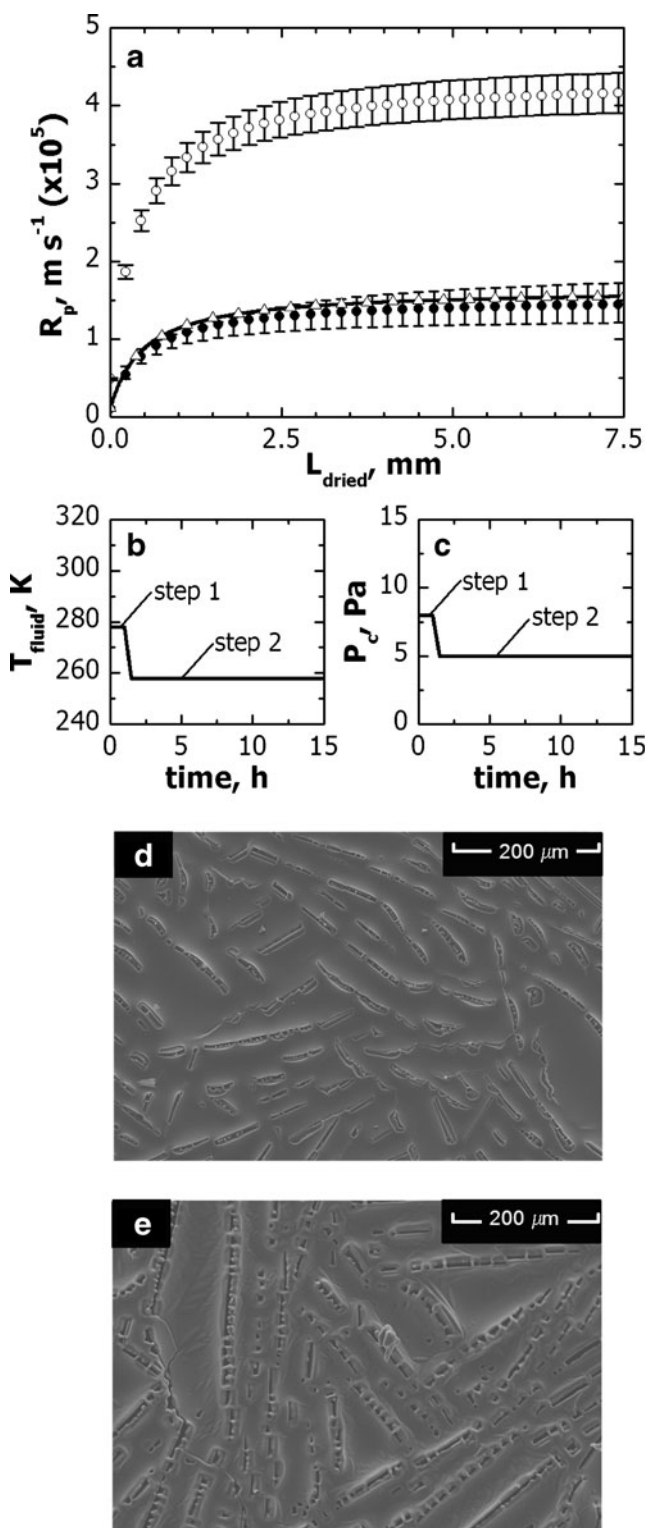 a
5
4
3
2
1
0
R_p, m s^-1 (x10^5)
0.0 2.5 5.0 7.5
L_dried, mm
b
320
300
280
260
240
T_fluid, K
step 1
step 2
0 5 10 15
time, h
c
15
10
5
0
P_c, Pa
step 1
step 2
0 5 10 15
time, h
d
200 μm
e
200 μm